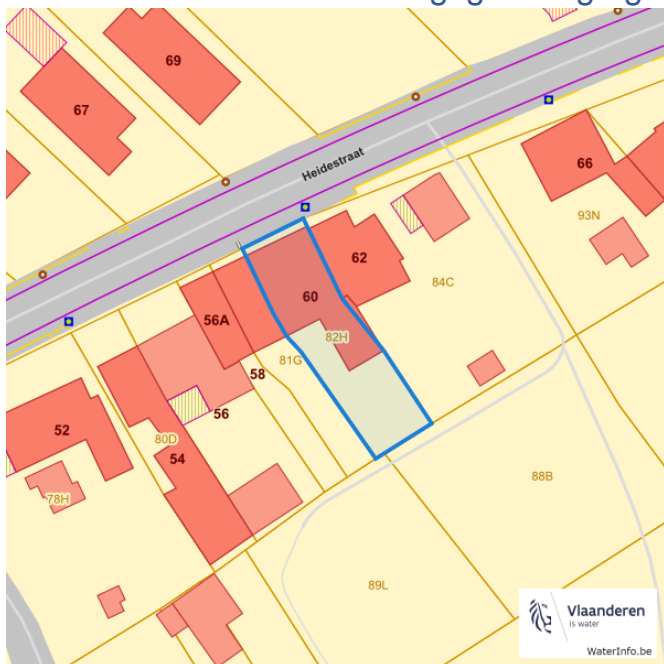 69
67
Heidestraat
66
93N
62
84C
60
56A
82H
81G
58
56
52
80D
54
78H
88B
89L
Vlaanderen
is water
WaterInfo.be